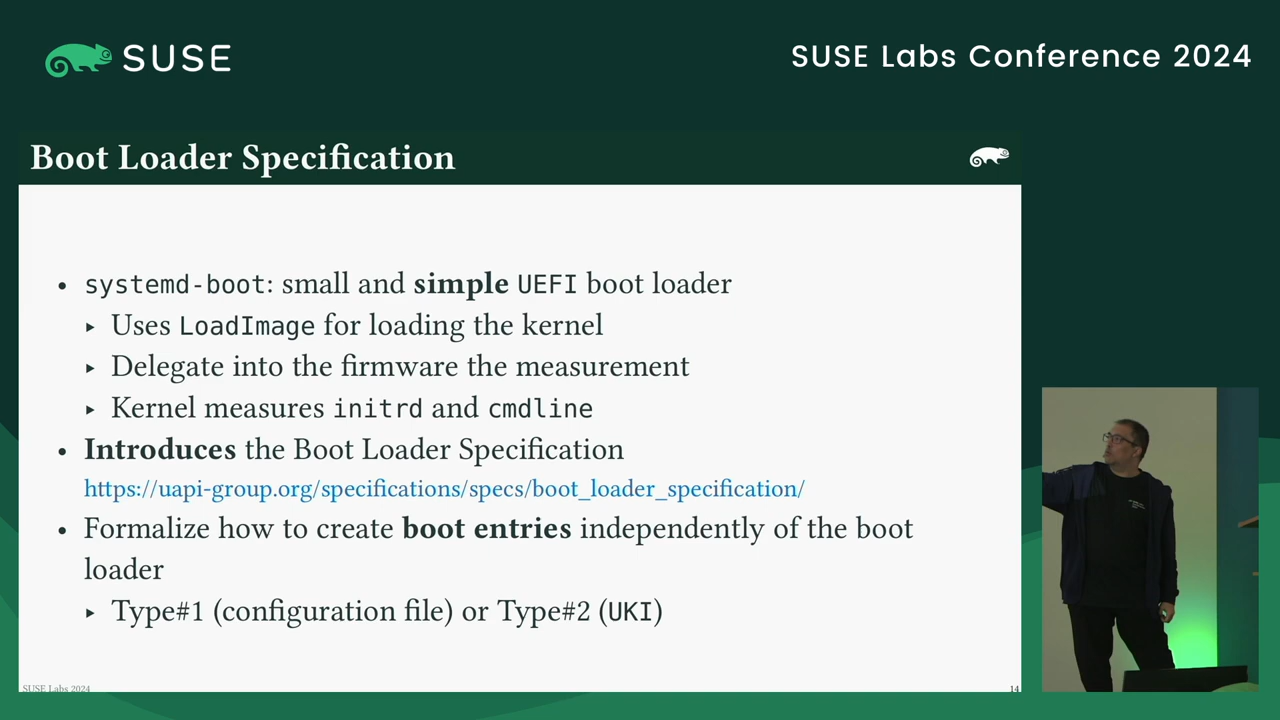 SUSE
SUSE Labs Conference 2024
Boot Loader Specification
• systemd-boot: small and simple UEFI boot loader
▸ Uses LoadImage for loading the kernel
▸ Delegate into the firmware the measurement
▸ Kernel measures initrd and cmdline
• Introduces the Boot Loader Specification
https://uapi-group.org/specifications/specs/boot_loader_specification/
• Formalize how to create boot entries independently of the boot
loader
▸ Type#1 (configuration file) or Type#2 (UKI)
SUSE Labs 2024
14